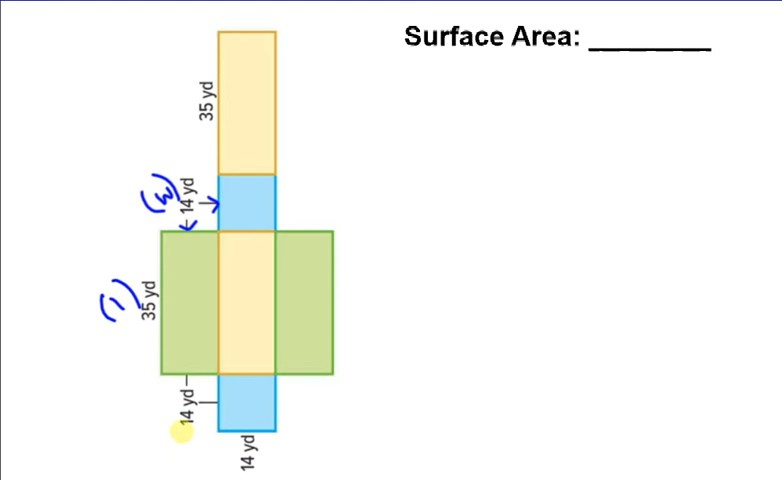 Surface Area: ________
35 yd
(w)
14 yd
(l)
35 yd
14 yd
14 yd